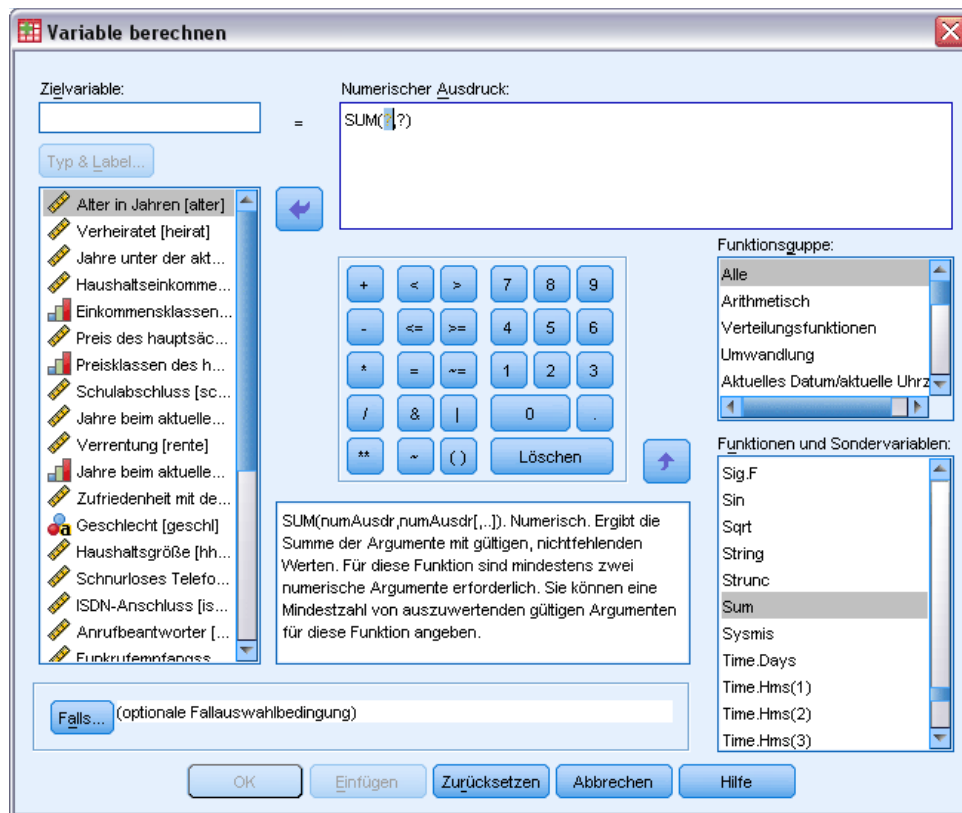 Variable berechnen
Zielvariable:
=
Typ & Label...
Numerischer Ausdruck:
SUM(?,?)
Alter in Jahren [alter]
Verheiratet [heirat]
Jahre unter der akt...
Haushaltseinkomme...
Einkommensklassen...
Preis des hauptsäc...
Preisklassen des h...
Schulabschluss [sc...
Jahre beim aktuelle...
Verrentung [rente]
Jahre beim aktuelle...
Zufriedenheit mit de...
Geschlecht [geschl]
Haushaltsgröße [hh...
Schnurloses Telefo...
ISDN-Anschluss [is...
Anrufbeantworter [...
Funkrufempfangss...
+ < > 7 8 9
- <= >= 4 5 6
* = ~= 1 2 3
/ & | 0 .
** ~ ( ) Löschen
SUM(numAusdr,numAusdr[,..]). Numerisch. Ergibt die
Summe der Argumente mit gültigen, nichtfehlenden
Werten. Für diese Funktion sind mindestens zwei
numerische Argumente erforderlich. Sie können eine
Mindestzahl von auszuwertenden gültigen Argumenten
für diese Funktion angeben.
Funktionsgruppe:
Alle
Arithmetisch
Verteilungsfunktionen
Umwandlung
Aktuelles Datum/aktuelle Uhrz
Funktionen und Sondervariablen:
Sig.F
Sin
Sqrt
String
Strunc
Sum
Sysmis
Time.Days
Time.Hms(1)
Time.Hms(2)
Time.Hms(3)
Falls... (optionale Fallauswahlbedingung)
OK Einfügen Zurücksetzen Abbrechen Hilfe